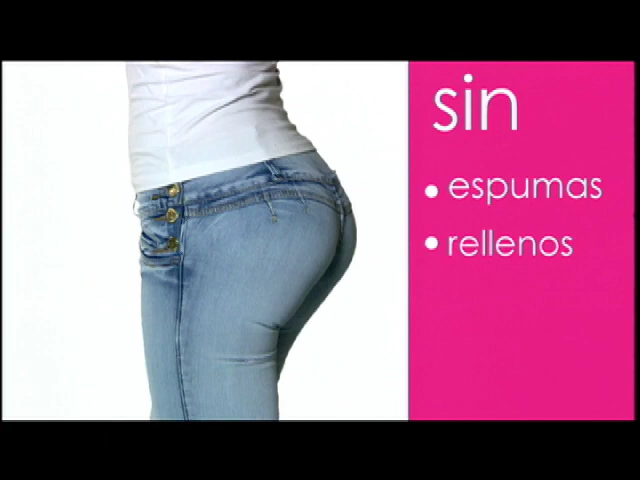 sin
• espumas
• rellenos